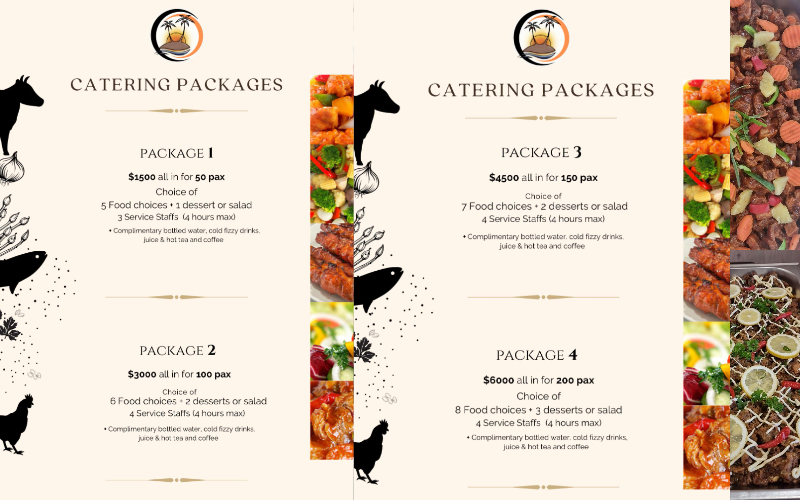 CATERING PACKAGES
PACKAGE 1
$1500 all in for 50 pax
Choice of
5 Food choices + 1 dessert or salad
3 Service Staffs (4 hours max)
• Complimentary bottled water, cold fizzy drinks,
juice & hot tea and coffee
PACKAGE 2
$3000 all in for 100 pax
Choice of
6 Food choices + 2 desserts or salad
4 Service Staffs (4 hours max)
• Complimentary bottled water, cold fizzy drinks,
juice & hot tea and coffee
CATERING PACKAGES
PACKAGE 3
$4500 all in for 150 pax
Choice of
7 Food choices + 2 desserts or salad
4 Service Staffs (4 hours max)
• Complimentary bottled water, cold fizzy drinks,
juice & hot tea and coffee
PACKAGE 4
$6000 all in for 200 pax
Choice of
8 Food choices + 3 desserts or salad
4 Service Staffs (4 hours max)
• Complimentary bottled water, cold fizzy drinks,
juice & hot tea and coffee